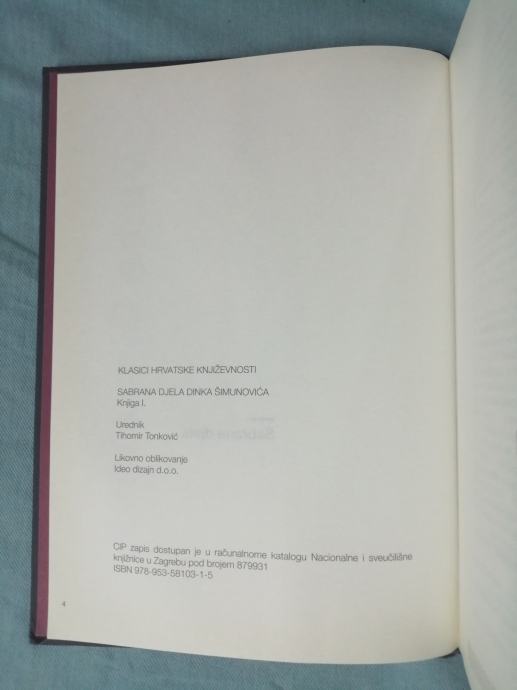 KLASICI HRVATSKE KNJIŽEVNOSTI
SABRANA DJELA DINKA ŠIMUNOVIĆA
Knjiga I.
Urednik
Tihomir Tonković
Likovno oblikovanje
Ideo dizajn d.o.o.
CIP zapis dostupan je u računalnome katalogu Nacionalne i sveučilišne
knjižnice u Zagrebu pod brojem 879931
ISBN 978-953-58103-1-5
4